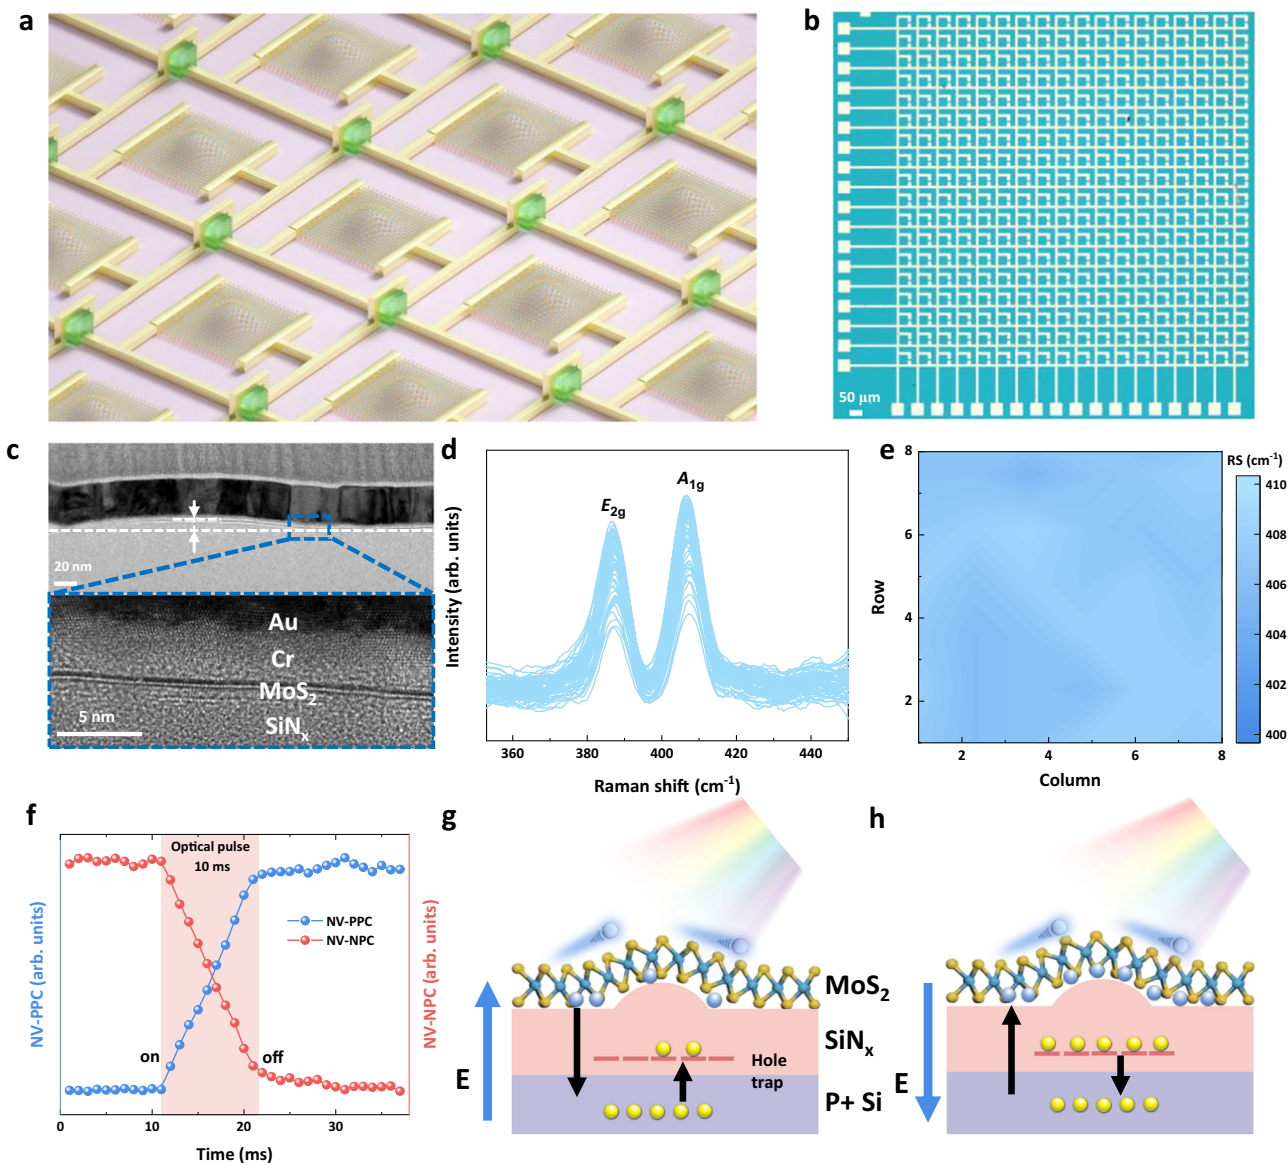 a
b
50 μm
c
20 nm
Au
Cr
MoS2
SiNx
5 nm
d
E2g
A1g
Intensity (arb. units)
360 380 400 420 440
Raman shift (cm-1)
e
RS (cm-1)
8
6
4
2
Row
2 4 6 8
Column
410
408
406
404
402
400
f
Optical pulse
10 ms
NV-PPC
NV-NPC
on
off
NV-PPC (arb. units)
NV-NPC (arb. units)
0 10 20 30
Time (ms)
g
E
MoS2
SiNx
Hole
trap
P+ Si
h
E